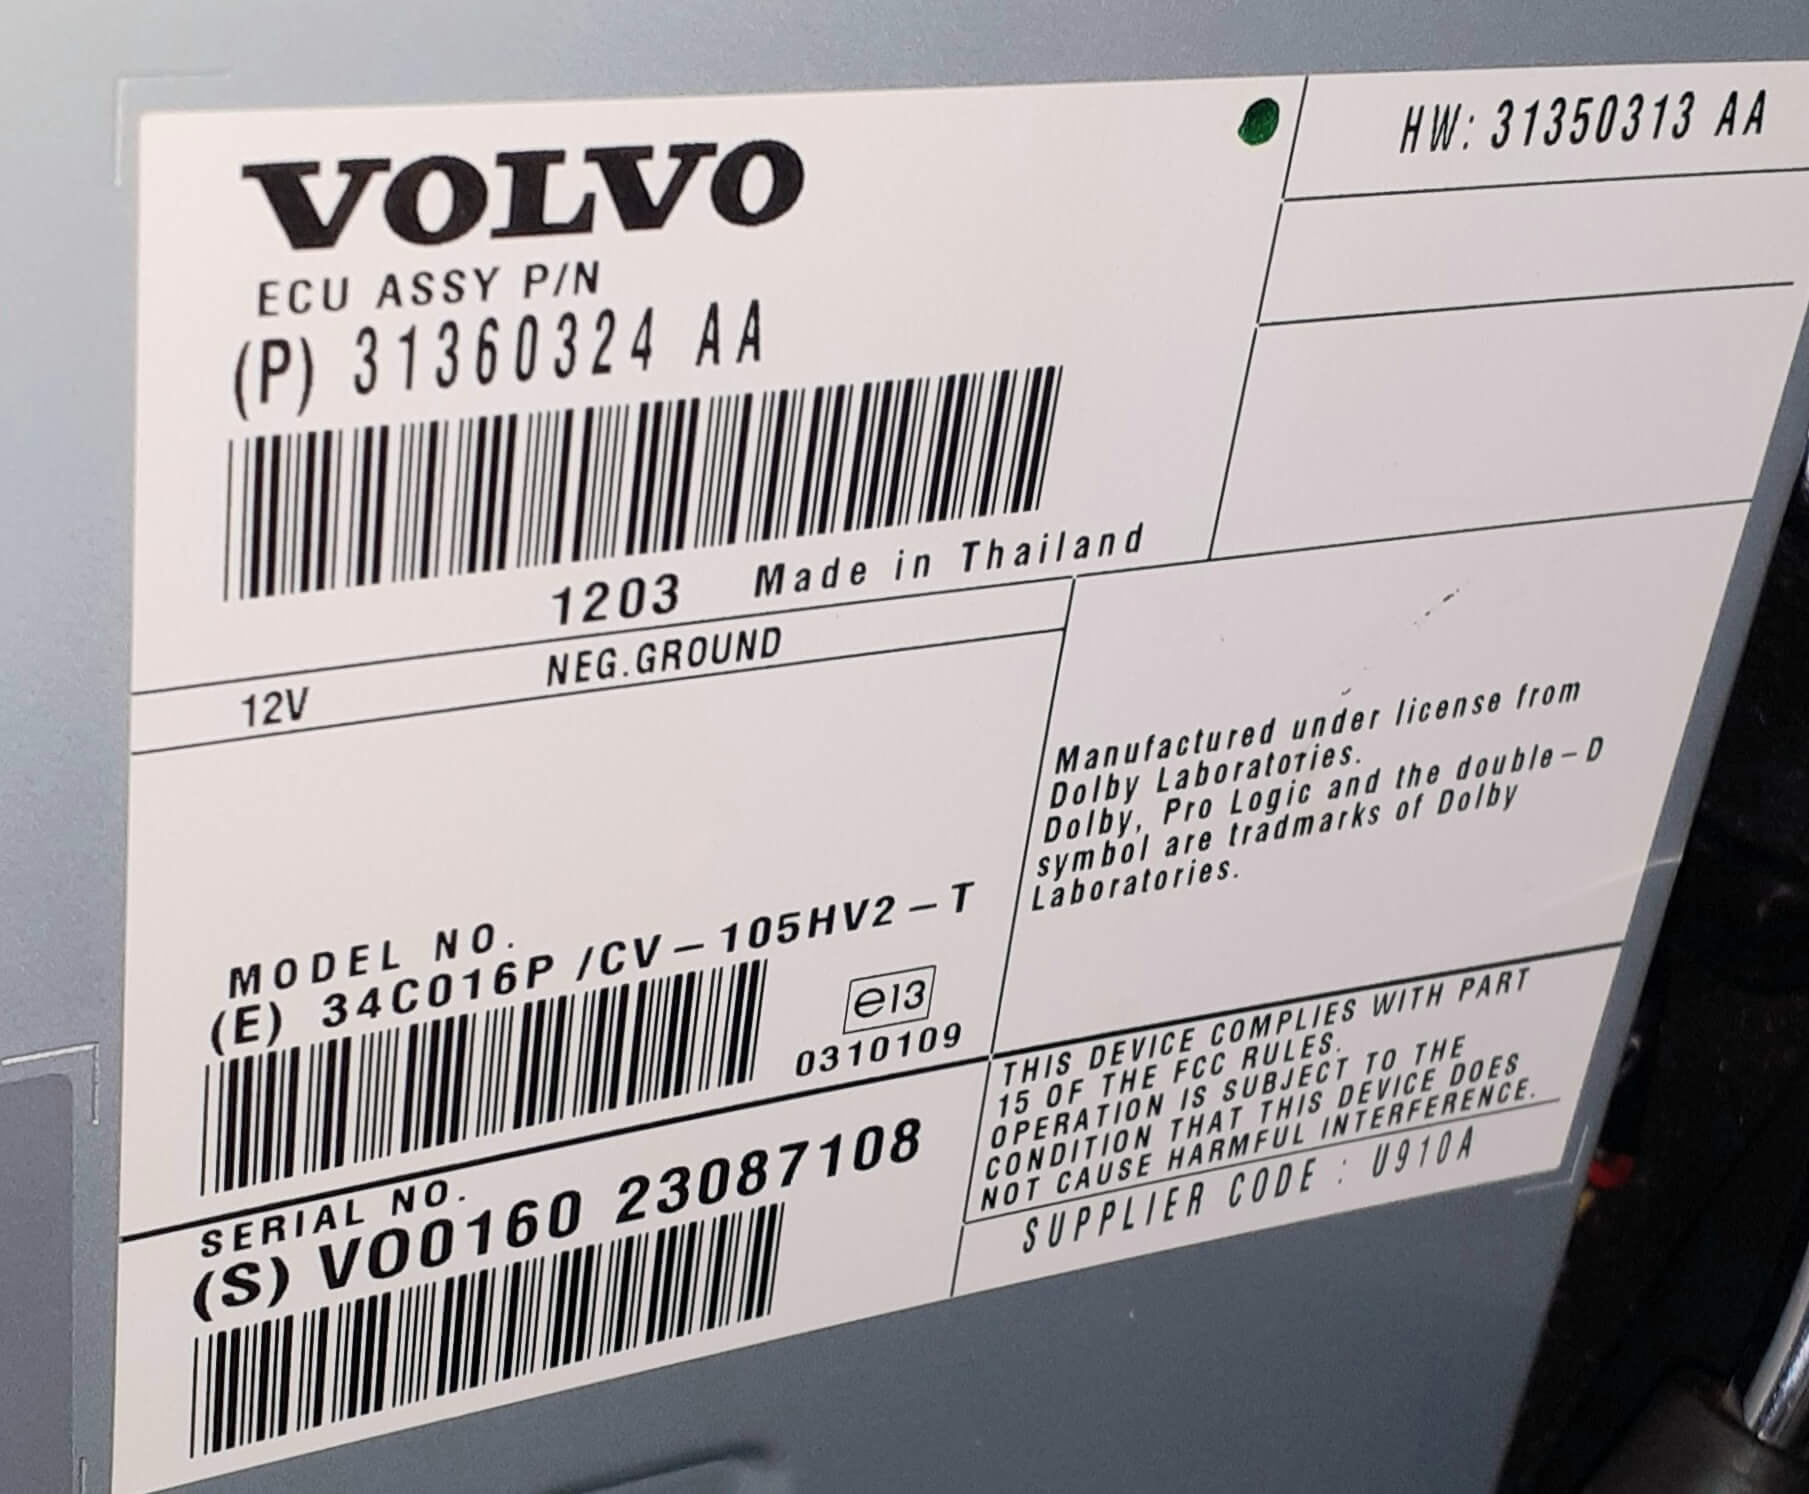 VOLVO
HW: 31350313 AA
ECU ASSY P/N
(P) 31360324 AA
1203 Made in Thailand
12V NEG.GROUND
Manufactured under license from
Dolby Laboratories.
Dolby, Pro Logic and the double-D
symbol are tradmarks of Dolby
Laboratories.
MODEL NO.
(E) 34C016P /CV-105HV2-T
e13
0310109
THIS DEVICE COMPLIES WITH PART
15 OF THE FCC RULES.
OPERATION IS SUBJECT TO THE
CONDITION THAT THIS DEVICE DOES
NOT CAUSE HARMFUL INTERFERENCE.
SERIAL NO.
(S) VO0160 23087108
SUPPLIER CODE : U910A